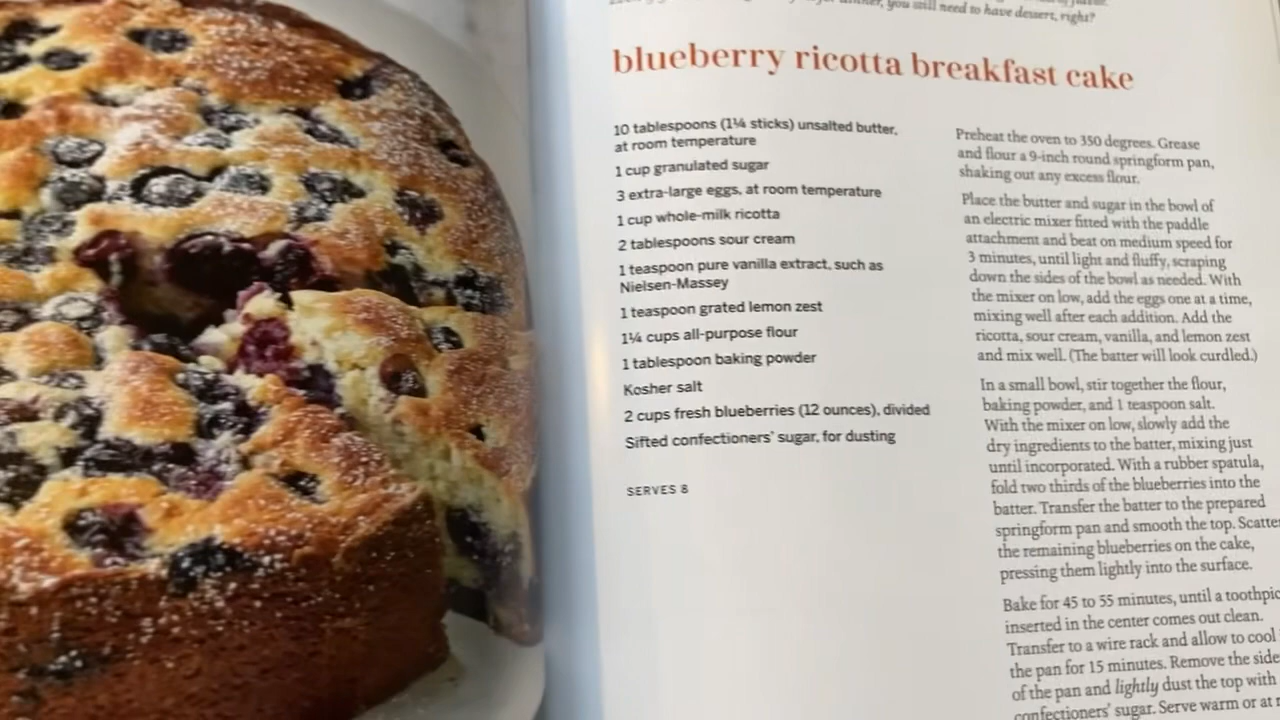 dinner, you still need to have dessert, right?
blueberry ricotta breakfast cake
10 tablespoons (1¼ sticks) unsalted butter,
at room temperature
1 cup granulated sugar
3 extra-large eggs, at room temperature
1 cup whole-milk ricotta
2 tablespoons sour cream
1 teaspoon pure vanilla extract, such as
Nielsen-Massey
1 teaspoon grated lemon zest
1¼ cups all-purpose flour
1 tablespoon baking powder
Kosher salt
2 cups fresh blueberries (12 ounces), divided
Sifted confectioners' sugar, for dusting
SERVES 8
Preheat the oven to 350 degrees. Grease
and flour a 9-inch round springform pan,
shaking out any excess flour.
Place the butter and sugar in the bowl of
an electric mixer fitted with the paddle
attachment and beat on medium speed for
3 minutes, until light and fluffy, scraping
down the sides of the bowl as needed. With
the mixer on low, add the eggs one at a time,
mixing well after each addition. Add the
ricotta, sour cream, vanilla, and lemon zest
and mix well. (The batter will look curdled.)
In a small bowl, stir together the flour,
baking powder, and 1 teaspoon salt.
With the mixer on low, slowly add the
dry ingredients to the batter, mixing just
until incorporated. With a rubber spatula,
fold two thirds of the blueberries into the
batter. Transfer the batter to the prepared
springform pan and smooth the top. Scatte
the remaining blueberries on the cake,
pressing them lightly into the surface.
Bake for 45 to 55 minutes, until a toothpic
inserted in the center comes out clean.
Transfer to a wire rack and allow to cool
the pan for 15 minutes. Remove the side
of the pan and lightly dust the top with
confectioners' sugar. Serve warm or at